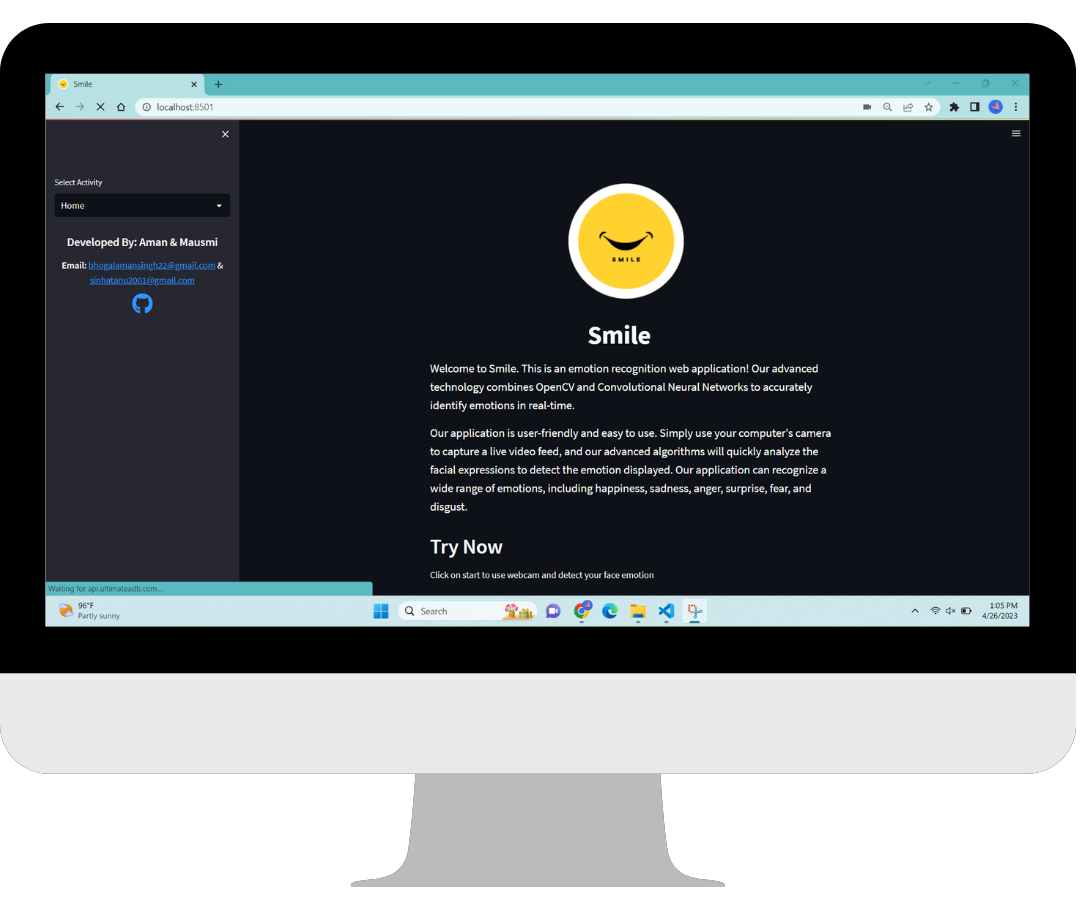 Smile
localhost:8501
Select Activity
Home
Developed By: Aman & Mausmi
Email: bhogalamansingh22@gmail.com &
sinhatanu2001@gmail.com
SMILE
Smile
Welcome to Smile. This is an emotion recognition web application! Our advanced
technology combines OpenCV and Convolutional Neural Networks to accurately
identify emotions in real-time.
Our application is user-friendly and easy to use. Simply use your computer's camera
to capture a live video feed, and our advanced algorithms will quickly analyze the
facial expressions to detect the emotion displayed. Our application can recognize a
wide range of emotions, including happiness, sadness, anger, surprise, fear, and
disgust.
Try Now
Click on start to use webcam and detect your face emotion
Waiting for api.ultimateadb.com...
96°F
Partly sunny
Search
1:05 PM
4/26/2023